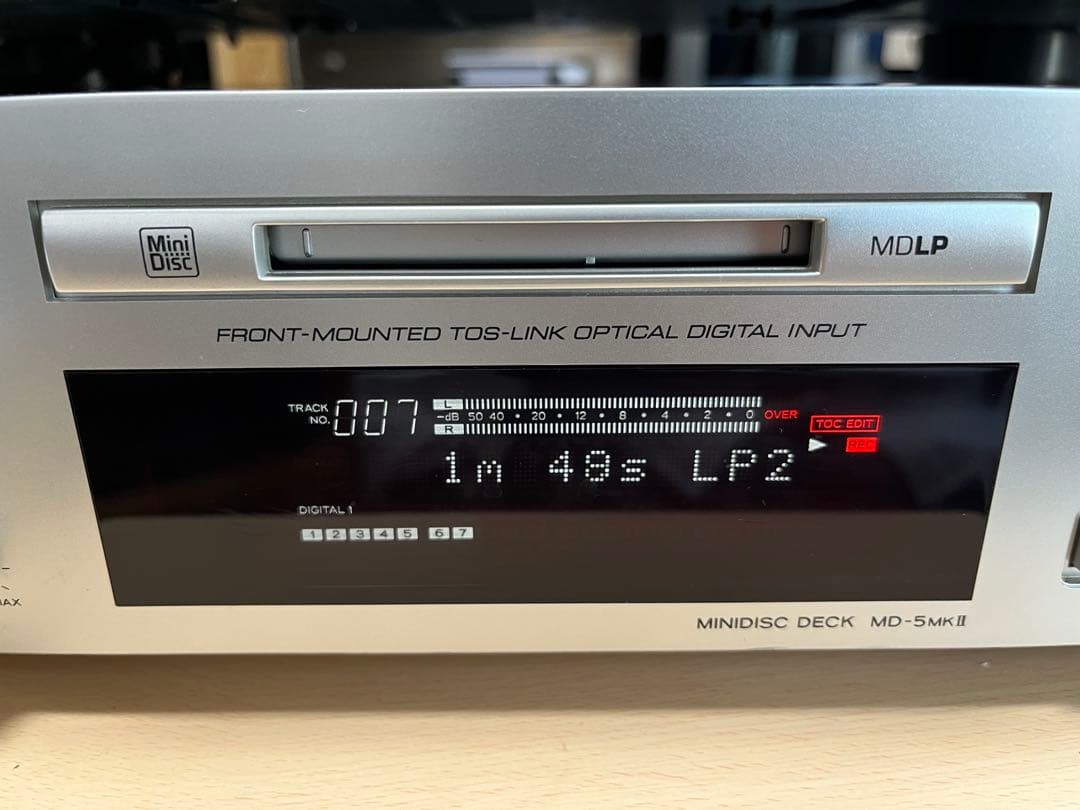 Mini
Disc
MDLP
FRONT-MOUNTED TOS-LINK OPTICAL DIGITAL INPUT
TRACK NO. 007
L
-dB 50 40 • 20 • 12 • 8 • 4 • 2 • 0 OVER
R
TOC EDIT
REC
1m 48s LP2
DIGITAL 1
1 2 3 4 5 6 7
MAX
MINIDISC DECK MD-5MKII